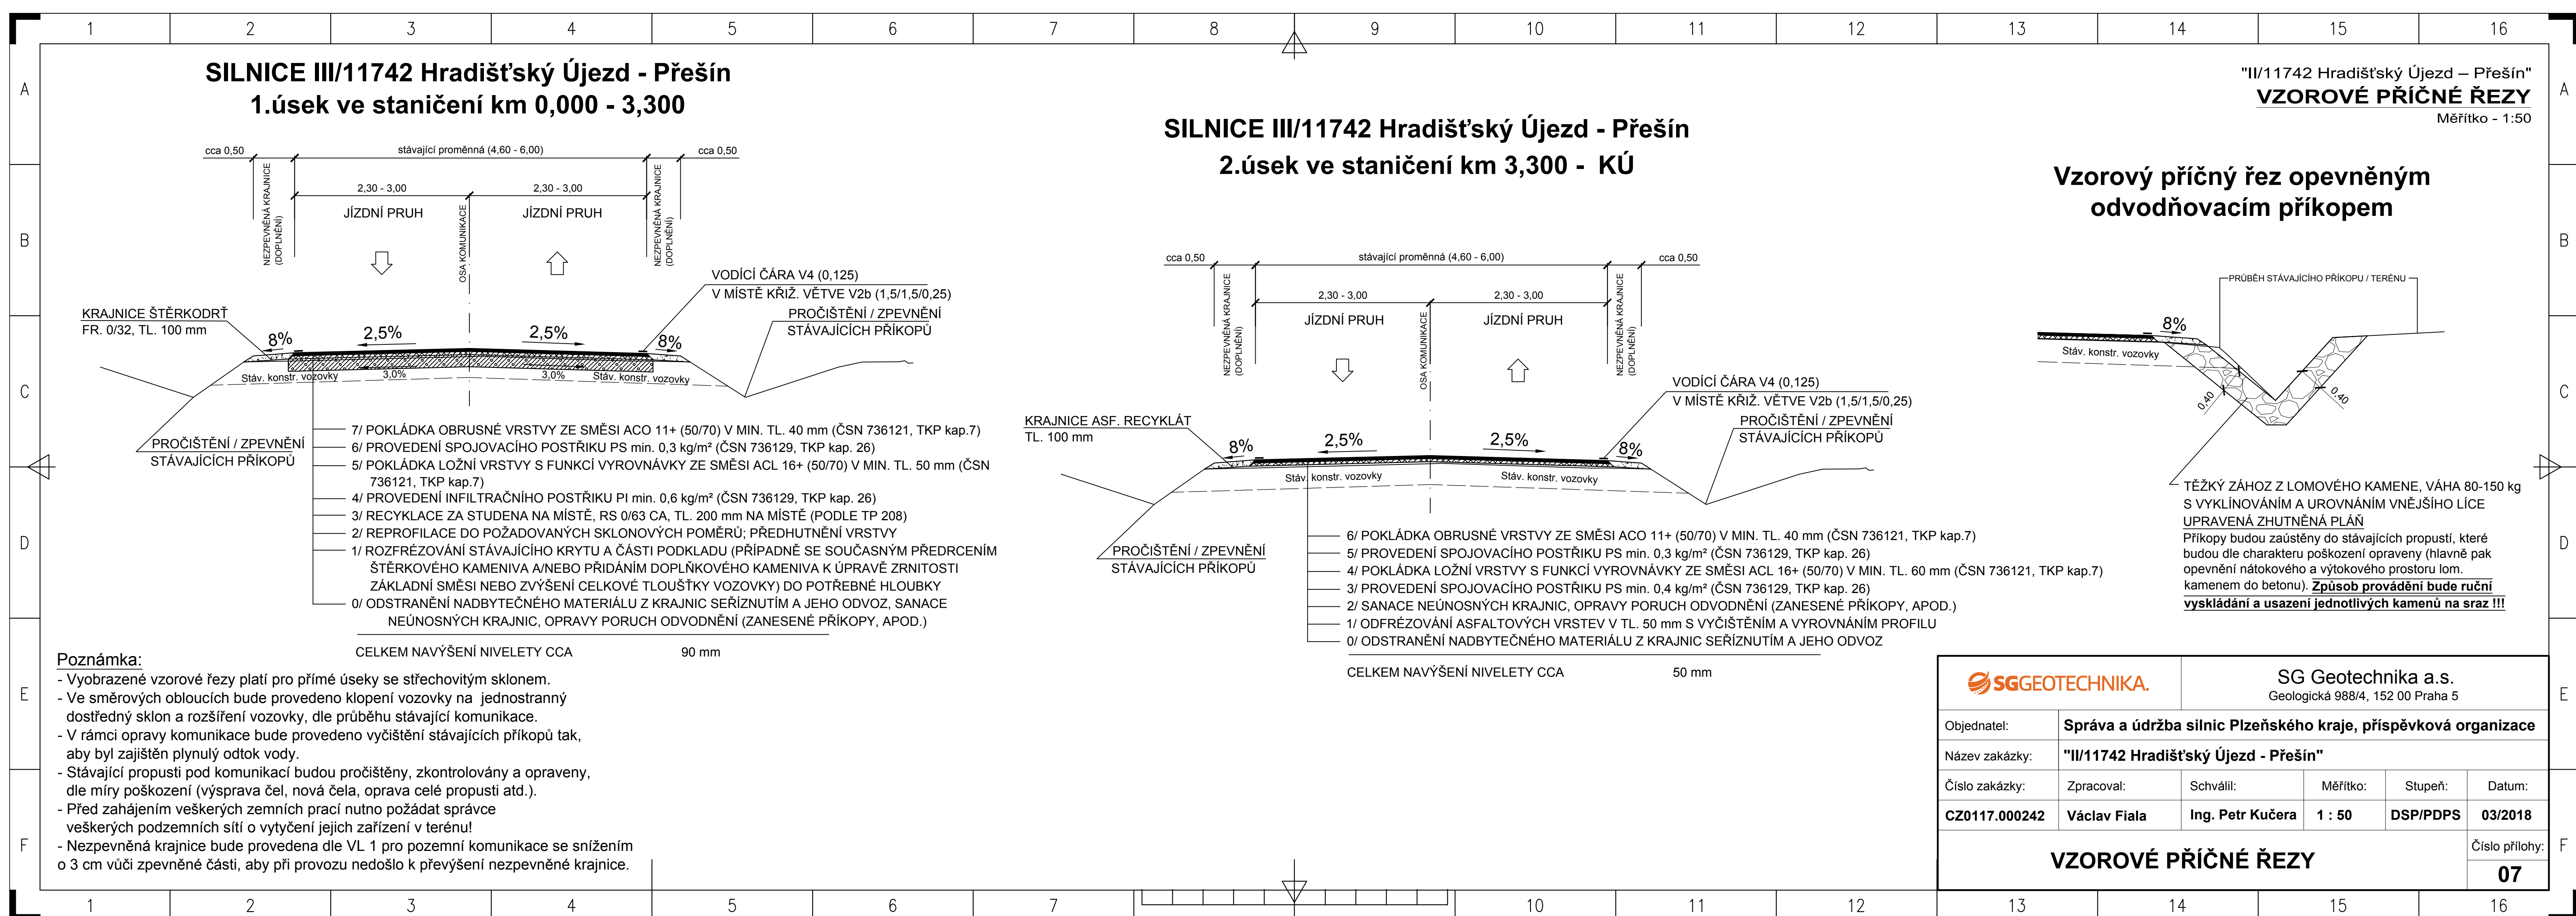 1 2 3 4 5 6 7 8 9 10 11 12 13 14 15 16
A
B
C
D
E
F
SILNICE III/11742 Hradišťský Újezd - Přešín
1.úsek ve staničení km 0,000 - 3,300
cca 0,50
stávající proměnná (4,60 - 6,00)
cca 0,50
NEZPEVNĚNÁ KRAJNICE
(DOPLNĚNÍ)
2,30 - 3,00
JÍZDNÍ PRUH
OSA KOMUNIKACE
2,30 - 3,00
JÍZDNÍ PRUH
NEZPEVNĚNÁ KRAJNICE
(DOPLNĚNÍ)
VODÍCÍ ČÁRA V4 (0,125)
V MÍSTĚ KŘIŽ. VĚTVE V2b (1,5/1,5/0,25)
KRAJNICE ŠTĚRKODRŤ
FR. 0/32, TL. 100 mm
PROČIŠTĚNÍ / ZPEVNĚNÍ
STÁVAJÍCÍCH PŘÍKOPŮ
8%
2,5%
2,5%
8%
Stáv. konstr. vozovky
3,0%
3,0%
Stáv. konstr. vozovky
PROČIŠTĚNÍ / ZPEVNĚNÍ
STÁVAJÍCÍCH PŘÍKOPŮ
7/ POKLÁDKA OBRUSNÉ VRSTVY ZE SMĚSI ACO 11+ (50/70) V MIN. TL. 40 mm (ČSN 736121, TKP kap.7)
6/ PROVEDENÍ SPOJOVACÍHO POSTŘIKU PS min. 0,3 kg/m² (ČSN 736129, TKP kap. 26)
5/ POKLÁDKA LOŽNÍ VRSTVY S FUNKCÍ VYROVNÁVKY ZE SMĚSI ACL 16+ (50/70) V MIN. TL. 50 mm (ČSN
736121, TKP kap.7)
4/ PROVEDENÍ INFILTRAČNÍHO POSTŘIKU PI min. 0,6 kg/m² (ČSN 736129, TKP kap. 26)
3/ RECYKLACE ZA STUDENA NA MÍSTĚ, RS 0/63 CA, TL. 200 mm NA MÍSTĚ (PODLE TP 208)
2/ REPROFILACE DO POŽADOVANÝCH SKLONOVÝCH POMĚRŮ; PŘEDHUTNĚNÍ VRSTVY
1/ ROZFRÉZOVÁNÍ STÁVAJÍCÍHO KRYTU A ČÁSTI PODKLADU (PŘÍPADNĚ SE SOUČASNÝM PŘEDRCENÍM
ŠTĚRKOVÉHO KAMENIVA A/NEBO PŘIDÁNÍM DOPLŇKOVÉHO KAMENIVA K ÚPRAVĚ ZRNITOSTI
ZÁKLADNÍ SMĚSI NEBO ZVÝŠENÍ CELKOVÉ TLOUŠŤKY VOZOVKY) DO POTŘEBNÉ HLOUBKY
0/ ODSTRANĚNÍ NADBYTEČNÉHO MATERIÁLU Z KRAJNIC SEŘÍZNUTÍM A JEHO ODVOZ, SANACE
NEÚNOSNÝCH KRAJNIC, OPRAVY PORUCH ODVODNĚNÍ (ZANESENÉ PŘÍKOPY, APOD.)
CELKEM NAVÝŠENÍ NIVELETY CCA 90 mm
Poznámka:
- Vyobrazené vzorové řezy platí pro přímé úseky se střechovitým sklonem.
- Ve směrových obloucích bude provedeno klopení vozovky na jednostranný
dostředný sklon a rozšíření vozovky, dle průběhu stávající komunikace.
- V rámci opravy komunikace bude provedeno vyčištění stávajících příkopů tak,
aby byl zajištěn plynulý odtok vody.
- Stávající propusti pod komunikací budou pročištěny, zkontrolovány a opraveny,
dle míry poškození (výsprava čel, nová čela, oprava celé propusti atd.).
- Před zahájením veškerých zemních prací nutno požádat správce
veškerých podzemních sítí o vytyčení jejich zařízení v terénu!
- Nezpevněná krajnice bude provedena dle VL 1 pro pozemní komunikace se snížením
o 3 cm vůči zpevněné části, aby při provozu nedošlo k převýšení nezpevněné krajnice.
SILNICE III/11742 Hradišťský Újezd - Přešín
2.úsek ve staničení km 3,300 - KÚ
cca 0,50
stávající proměnná (4,60 - 6,00)
cca 0,50
NEZPEVNĚNÁ KRAJNICE
(DOPLNĚNÍ)
2,30 - 3,00
JÍZDNÍ PRUH
OSA KOMUNIKACE
2,30 - 3,00
JÍZDNÍ PRUH
NEZPEVNĚNÁ KRAJNICE
(DOPLNĚNÍ)
VODÍCÍ ČÁRA V4 (0,125)
V MÍSTĚ KŘIŽ. VĚTVE V2b (1,5/1,5/0,25)
KRAJNICE ASF. RECYKLÁT
TL. 100 mm
PROČIŠTĚNÍ / ZPEVNĚNÍ
STÁVAJÍCÍCH PŘÍKOPŮ
8%
2,5%
2,5%
8%
Stáv. konstr. vozovky
Stáv. konstr. vozovky
PROČIŠTĚNÍ / ZPEVNĚNÍ
STÁVAJÍCÍCH PŘÍKOPŮ
6/ POKLÁDKA OBRUSNÉ VRSTVY ZE SMĚSI ACO 11+ (50/70) V MIN. TL. 40 mm (ČSN 736121, TKP kap.7)
5/ PROVEDENÍ SPOJOVACÍHO POSTŘIKU PS min. 0,3 kg/m² (ČSN 736129, TKP kap. 26)
4/ POKLÁDKA LOŽNÍ VRSTVY S FUNKCÍ VYROVNÁVKY ZE SMĚSI ACL 16+ (50/70) V MIN. TL. 60 mm (ČSN 736121, TKP kap.7)
3/ PROVEDENÍ SPOJOVACÍHO POSTŘIKU PS min. 0,4 kg/m² (ČSN 736129, TKP kap. 26)
2/ SANACE NEÚNOSNÝCH KRAJNIC, OPRAVY PORUCH ODVODNĚNÍ (ZANESENÉ PŘÍKOPY, APOD.)
1/ ODFRÉZOVÁNÍ ASFALTOVÝCH VRSTEV V TL. 50 mm S VYČIŠTĚNÍM A VYROVNÁNÍM PROFILU
0/ ODSTRANĚNÍ NADBYTEČNÉHO MATERIÁLU Z KRAJNIC SEŘÍZNUTÍM A JEHO ODVOZ
CELKEM NAVÝŠENÍ NIVELETY CCA 50 mm
"II/11742 Hradišťský Újezd – Přešín"
VZOROVÉ PŘÍČNÉ ŘEZY
Měřítko - 1:50
Vzorový příčný řez opevněným
odvodňovacím příkopem
PRŮBĚH STÁVAJÍCÍHO PŘÍKOPU / TERÉNU
8%
Stáv. konstr. vozovky
0,40
0,40
TĚŽKÝ ZÁHOZ Z LOMOVÉHO KAMENE, VÁHA 80-150 kg
S VYKLÍNOVÁNÍM A UROVNÁNÍM VNĚJŠÍHO LÍCE
UPRAVENÁ ZHUTNĚNÁ PLÁŇ
Příkopy budou zaústěny do stávajících propustí, které
budou dle charakteru poškození opraveny (hlavně pak
opevnění nátokového a výtokového prostoru lom.
kamenem do betonu). Způsob provádění bude ruční
vyskládání a usazení jednotlivých kamenů na sraz !!!
SGGEOTECHNIKA.
SG Geotechnika a.s.
Geologická 988/4, 152 00 Praha 5
Objednatel: Správa a údržba silnic Plzeňského kraje, příspěvková organizace
Název zakázky: "II/11742 Hradišťský Újezd - Přešín"
Číslo zakázky: Zpracoval: Schválil: Měřítko: Stupeň: Datum:
CZ0117.000242 Václav Fiala Ing. Petr Kučera 1 : 50 DSP/PDPS 03/2018
VZOROVÉ PŘÍČNÉ ŘEZY
Číslo přílohy:
07
A
B
C
D
E
F
1 2 3 4 5 6 7 10 11 12 13 14 15 16